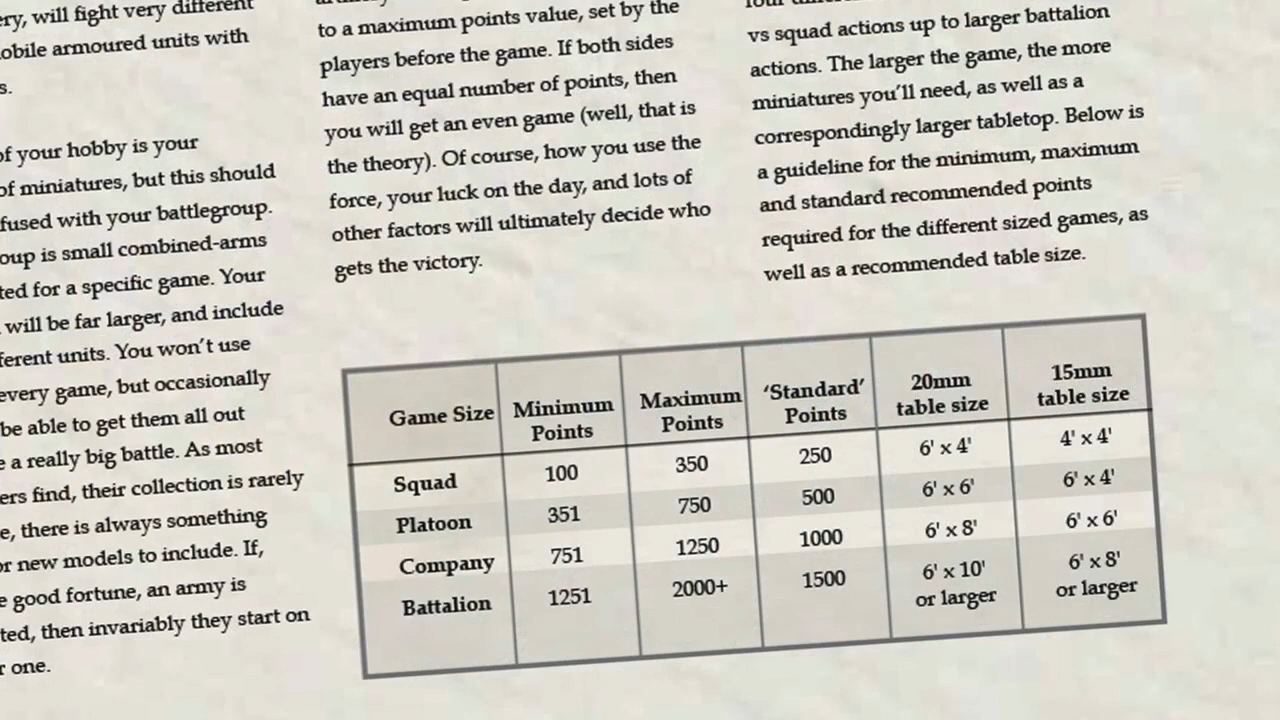 will fight very different
armoured units with
of your hobby is your
of miniatures, but this should
with your battlegroup.
is small combined-arms
for a specific game. Your
will be far larger, and include
units. You won't use
every game, but occasionally
be able to get them all out
a really big battle. As most
find, their collection is rarely
there is always something
new models to include. If,
good fortune, an army is
then invariably they start on
one.
to a maximum points value, set by the
players before the game. If both sides
have an equal number of points, then
you will get an even game (well, that is
the theory). Of course, how you use the
force, your luck on the day, and lots of
other factors will ultimately decide who
gets the victory.
vs squad actions up to larger battalion
actions. The larger the game, the more
miniatures you'll need, as well as a
correspondingly larger tabletop. Below is
a guideline for the minimum, maximum
and standard recommended points
required for the different sized games, as
well as a recommended table size.
Game Size Minimum Points Maximum Points 'Standard' Points 20mm table size 15mm table size
Squad 100 350 250 6' x 4' 4' x 4'
Platoon 351 750 500 6' x 6' 6' x 4'
Company 751 1250 1000 6' x 8' 6' x 6'
Battalion 1251 2000+ 1500 6' x 10' or larger 6' x 8' or larger